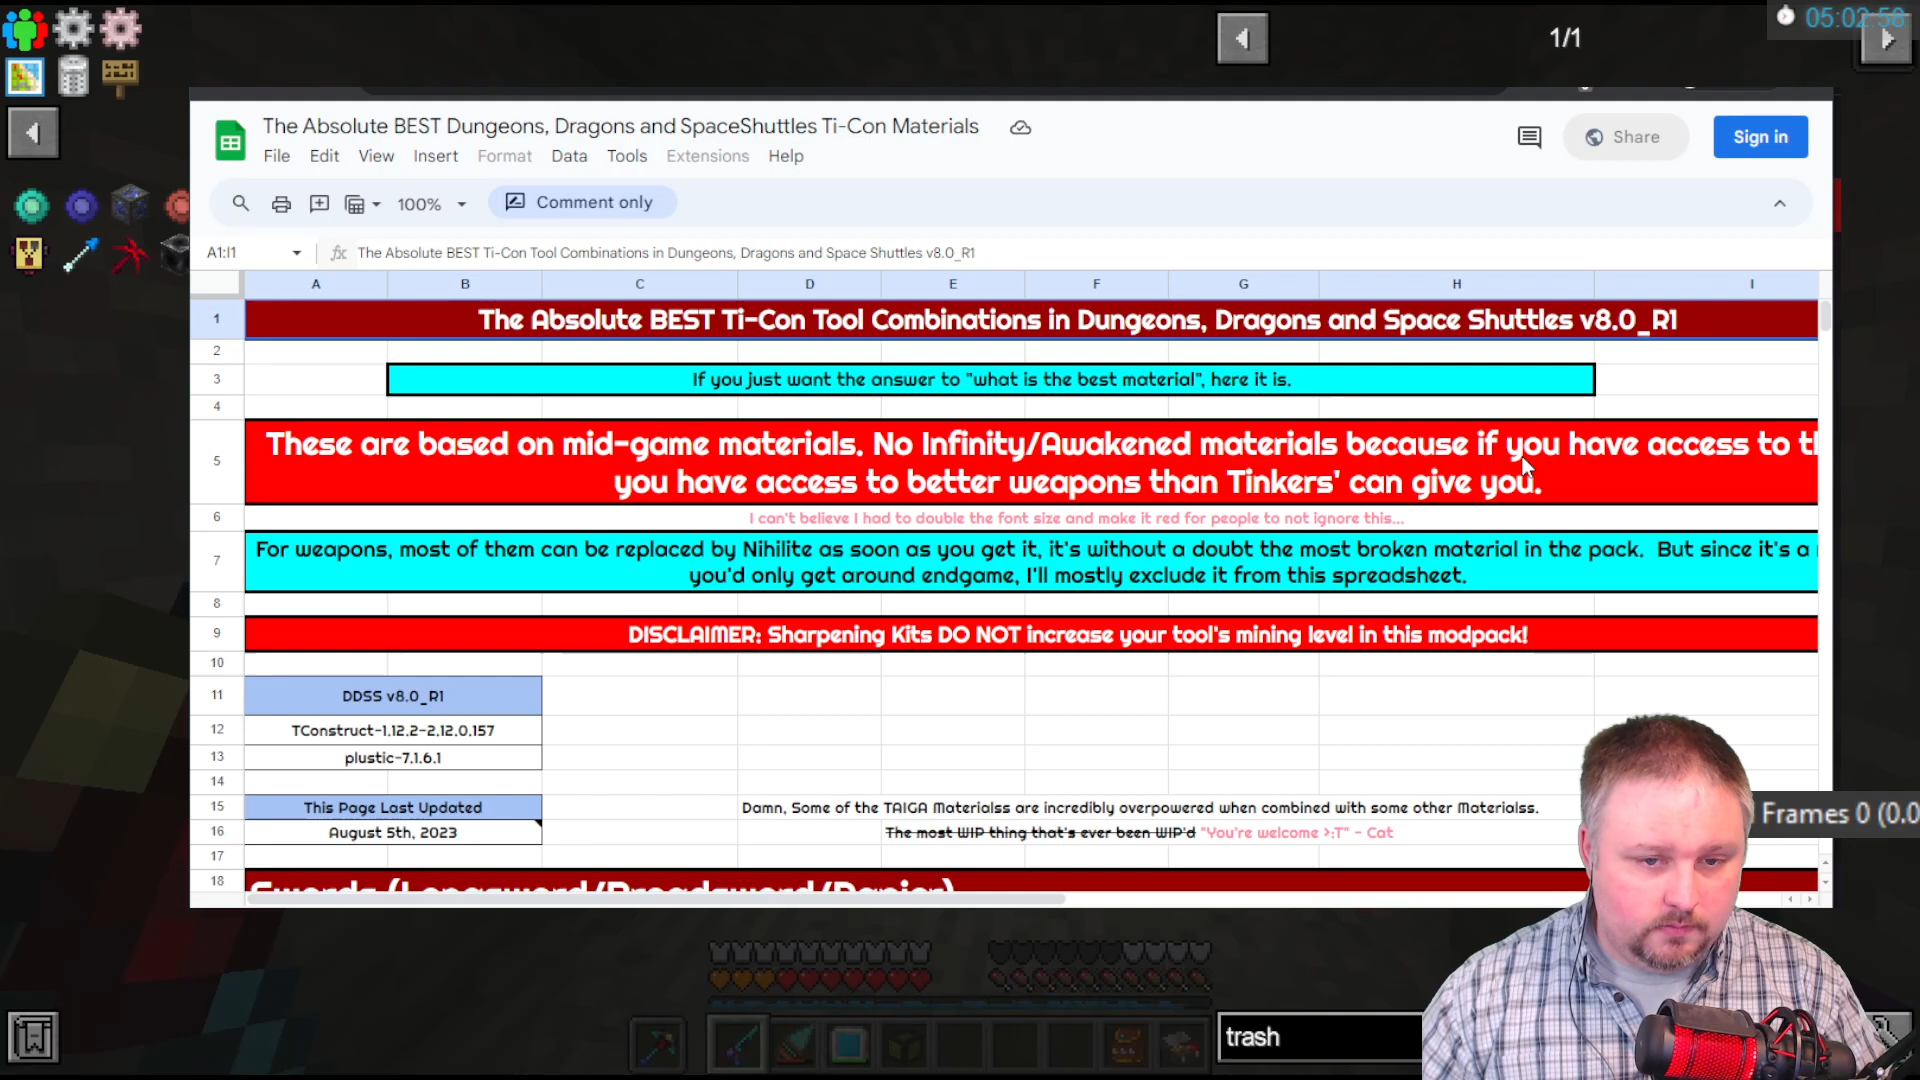 05:02:58
1/1
The Absolute BEST Dungeons, Dragons and SpaceShuttles Ti-Con Materials
Share
Sign in
File Edit View Insert Format Data Tools Extensions Help
100%
Comment only
A1:I1
fx The Absolute BEST Ti-Con Tool Combinations in Dungeons, Dragons and Space Shuttles v8.0_R1
A B C D E F G H I
1 The Absolute BEST Ti-Con Tool Combinations in Dungeons, Dragons and Space Shuttles v8.0_R1
2
3 If you just want the answer to "what is the best material", here it is.
4
These are based on mid-game materials. No Infinity/Awakened materials because if you have access to th
5 you have access to better weapons than Tinkers' can give you.
6 I can't believe I had to double the font size and make it red for people to not ignore this...
For weapons, most of them can be replaced by Nihilite as soon as you get it, it's without a doubt the most broken material in the pack. But since it's a
7 you'd only get around endgame, I'll mostly exclude it from this spreadsheet.
8
9 DISCLAIMER: Sharpening Kits DO NOT increase your tool's mining level in this modpack!
10
11 DDSS v8.0_R1
12 TConstruct-1.12.2-2.12.0.157
13 plustic-7.1.6.1
14
15 This Page Last Updated Damn, Some of the TAIGA Materialss are incredibly overpowered when combined with some other Materialss.
16 August 5th, 2023 The most WIP thing that's ever been WIP'd "You're welcome >:T" - Cat
17
18 Swords (Longsword/Broadsword/Rapier)
Frames 0 (0.0
trash